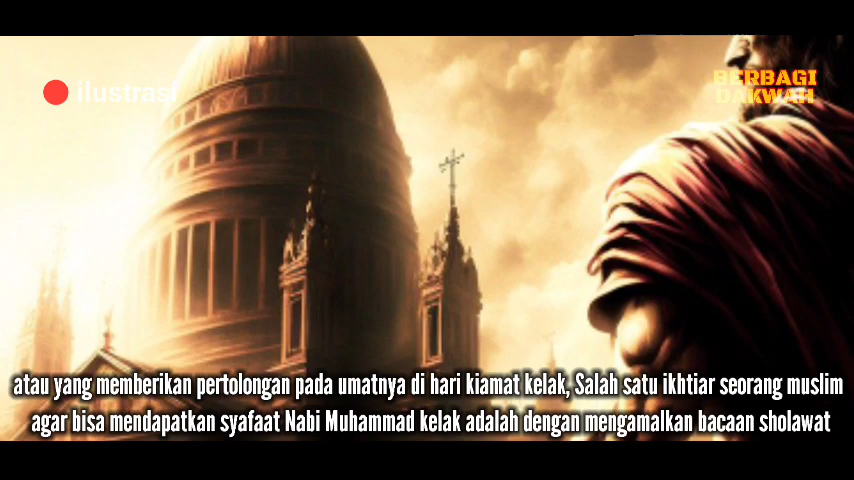 ilustrasi
BERBAGI
DAKWAH
atau yang memberikan pertolongan pada umatnya di hari kiamat kelak, Salah satu ikhtiar seorang muslim
agar bisa mendapatkan syafaat Nabi Muhammad kelak adalah dengan mengamalkan bacaan sholawat